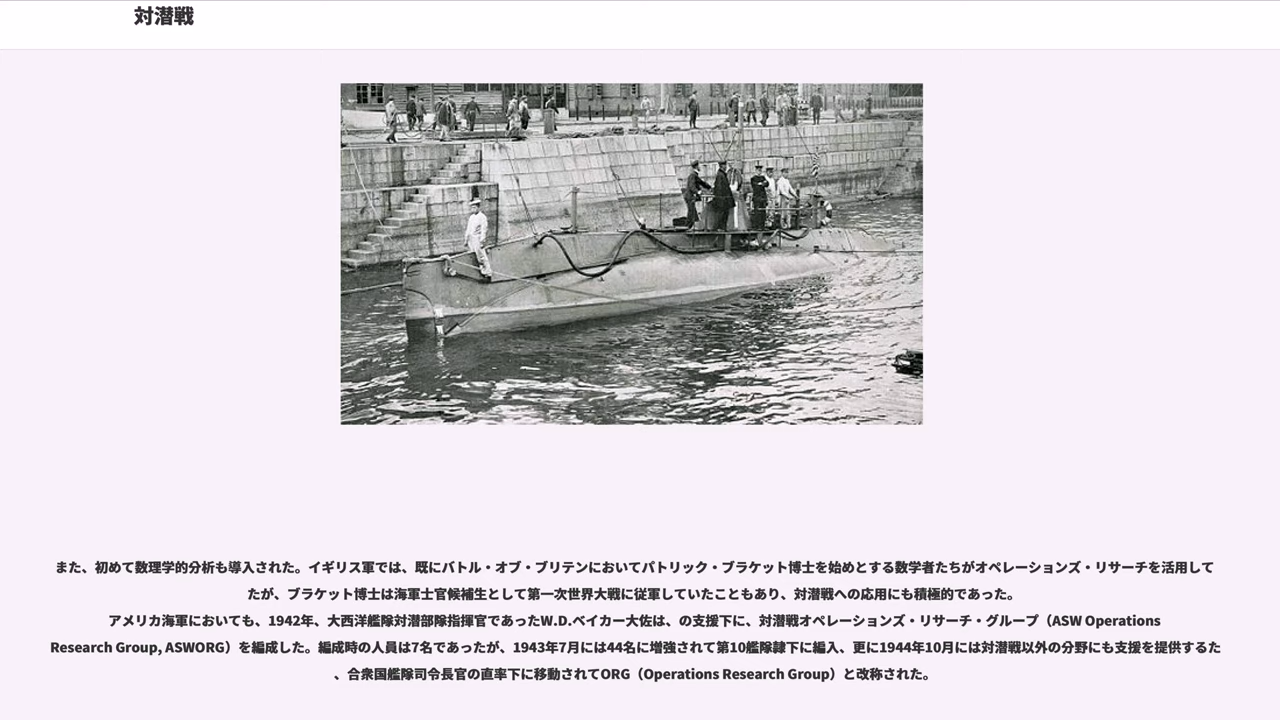 対潜戦
また、初めて数理学的分析も導入された。イギリス軍では、既にバトル・オブ・ブリテンにおいてパトリック・ブラケット博士を始めとする数学者たちがオペレーションズ・リサーチを活用して
たが、ブラケット博士は海軍士官候補生として第一次世界大戦に従軍していたこともあり、対潜戦への応用にも積極的であった。
アメリカ海軍においても、1942年、大西洋艦隊対潜部隊指揮官であったW.D.ベイカー大佐は、の支援下に、対潜戦オペレーションズ・リサーチ・グループ（ASW Operations
Research Group, ASWORG）を編成した。編成時の人員は7名であったが、1943年7月には44名に増強されて第10艦隊隷下に編入、更に1944年10月には対潜戦以外の分野にも支援を提供するた
、合衆国艦隊司令長官の直率下に移動されてORG（Operations Research Group）と改称された。